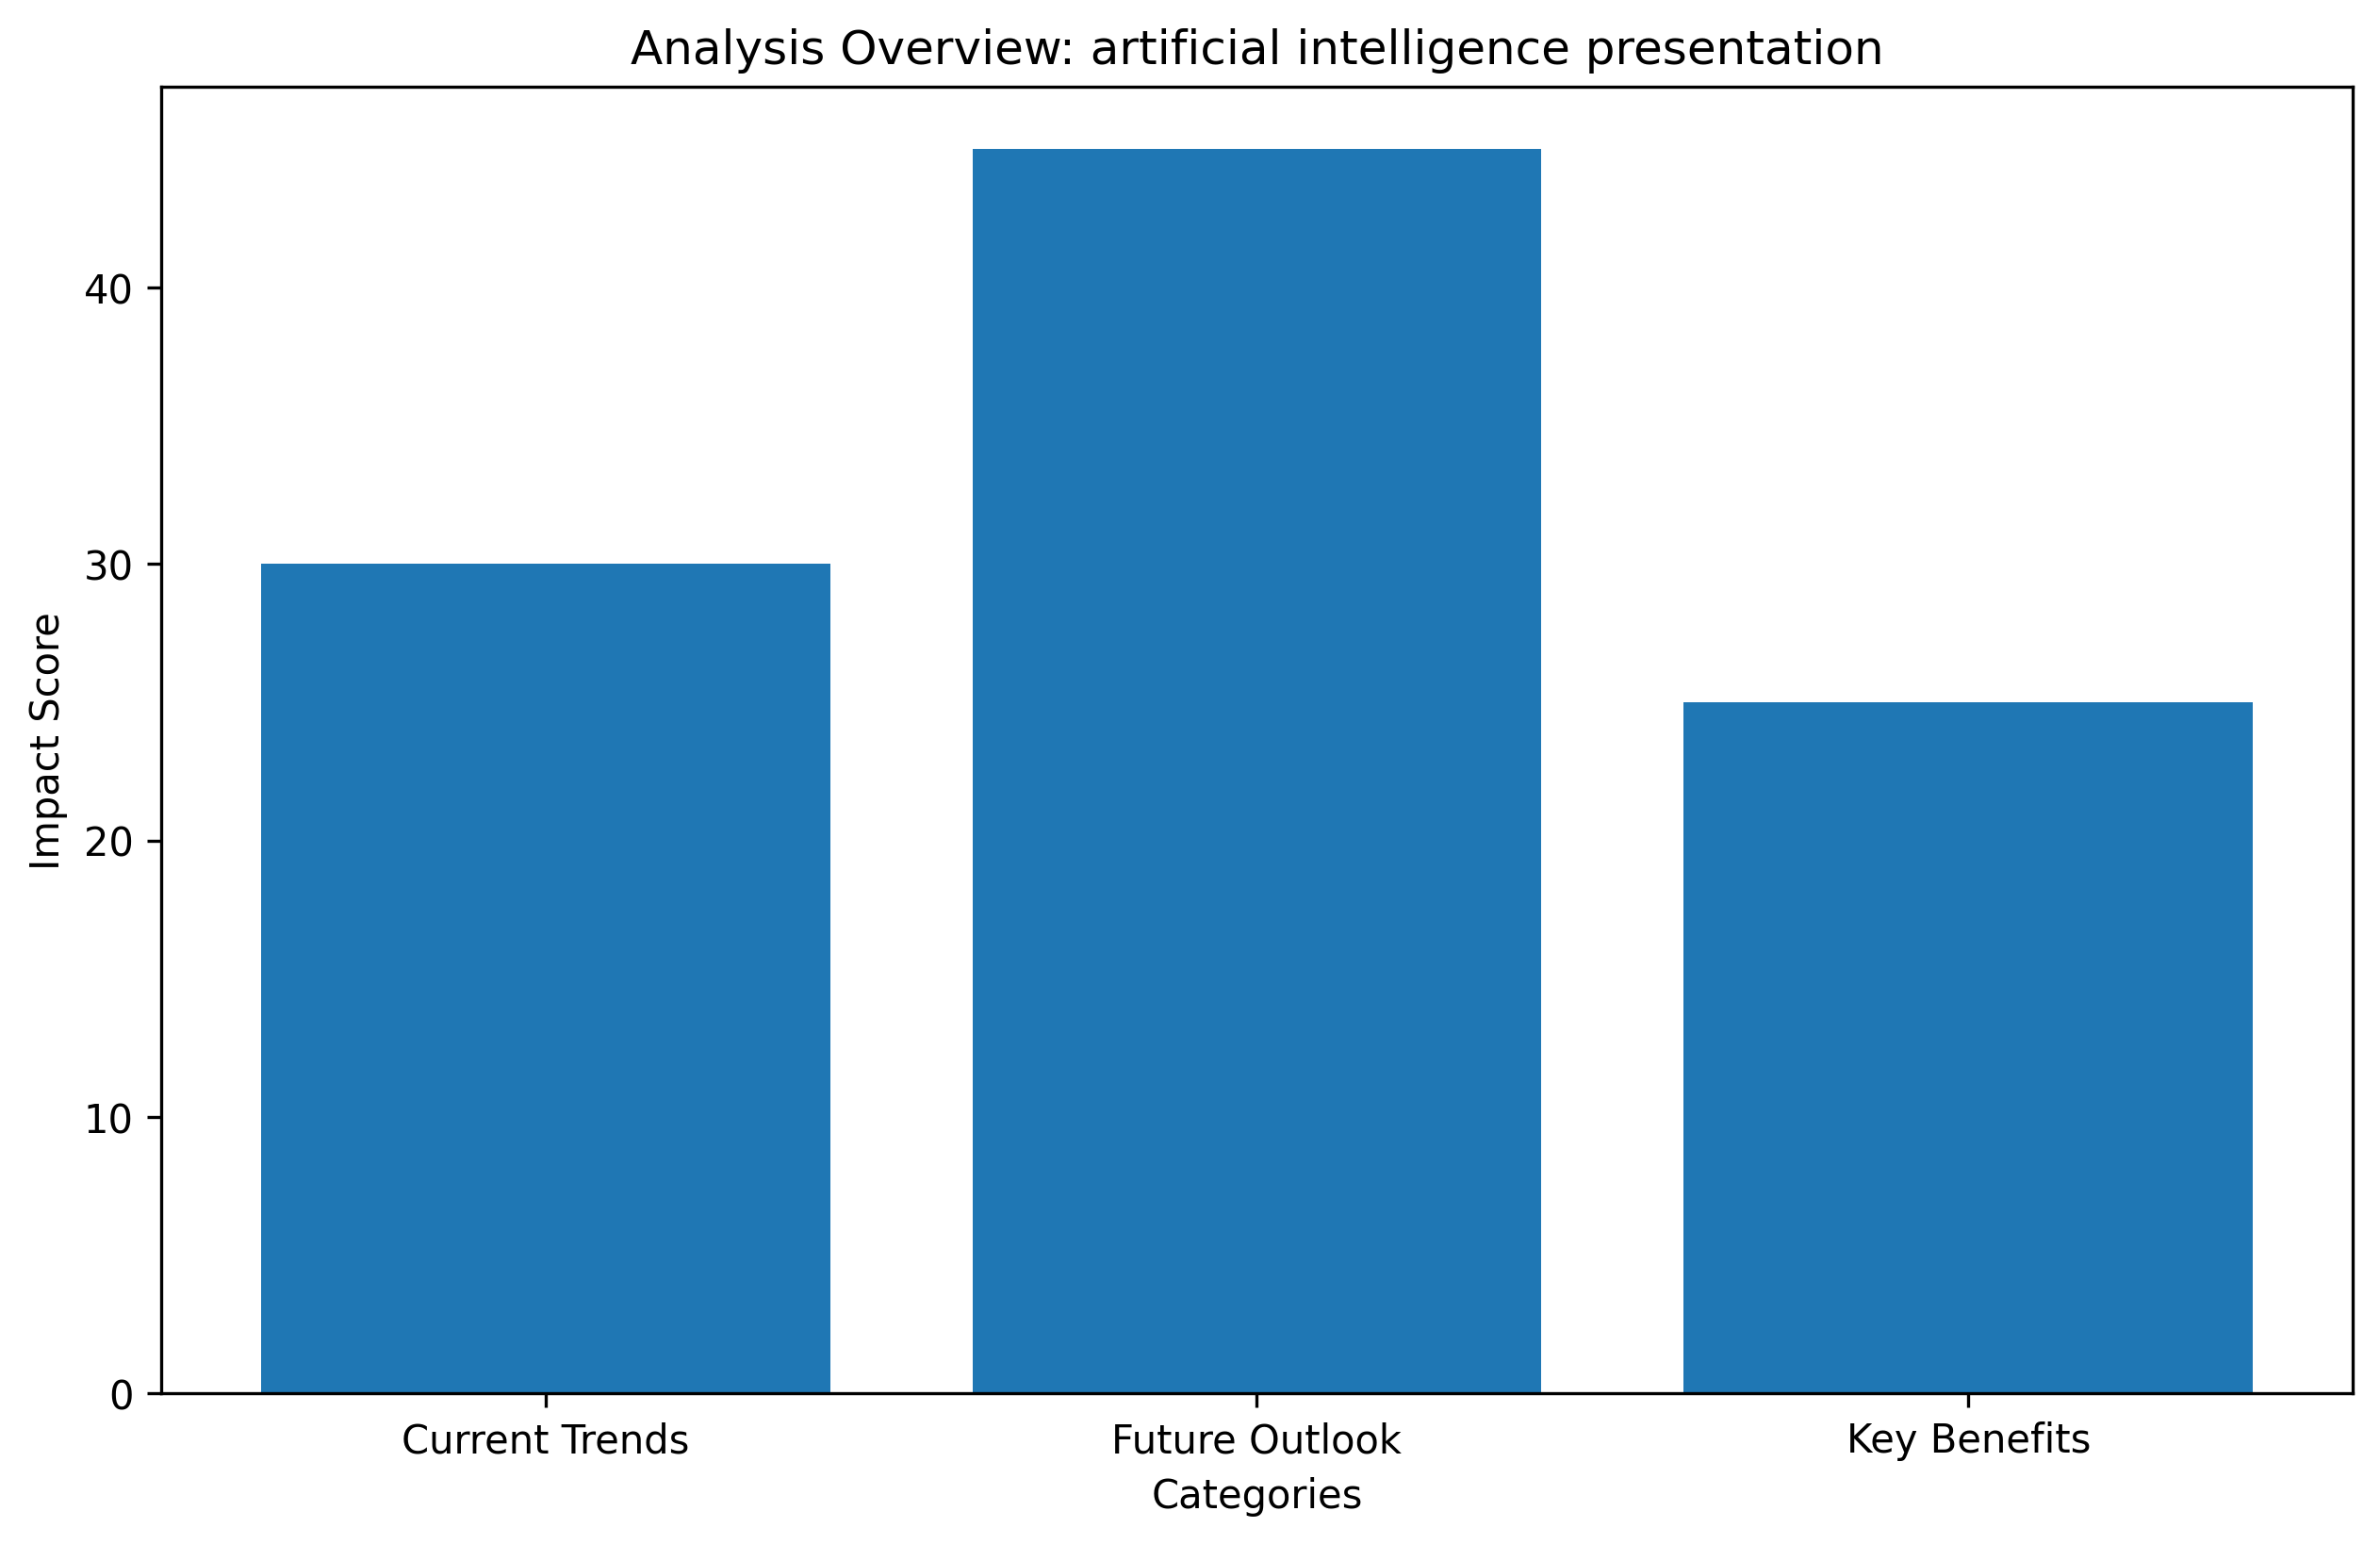 Analysis Overview: artificial intelligence presentation
Impact Score
40
30
20
10
0
Current Trends
Future Outlook
Key Benefits
Categories